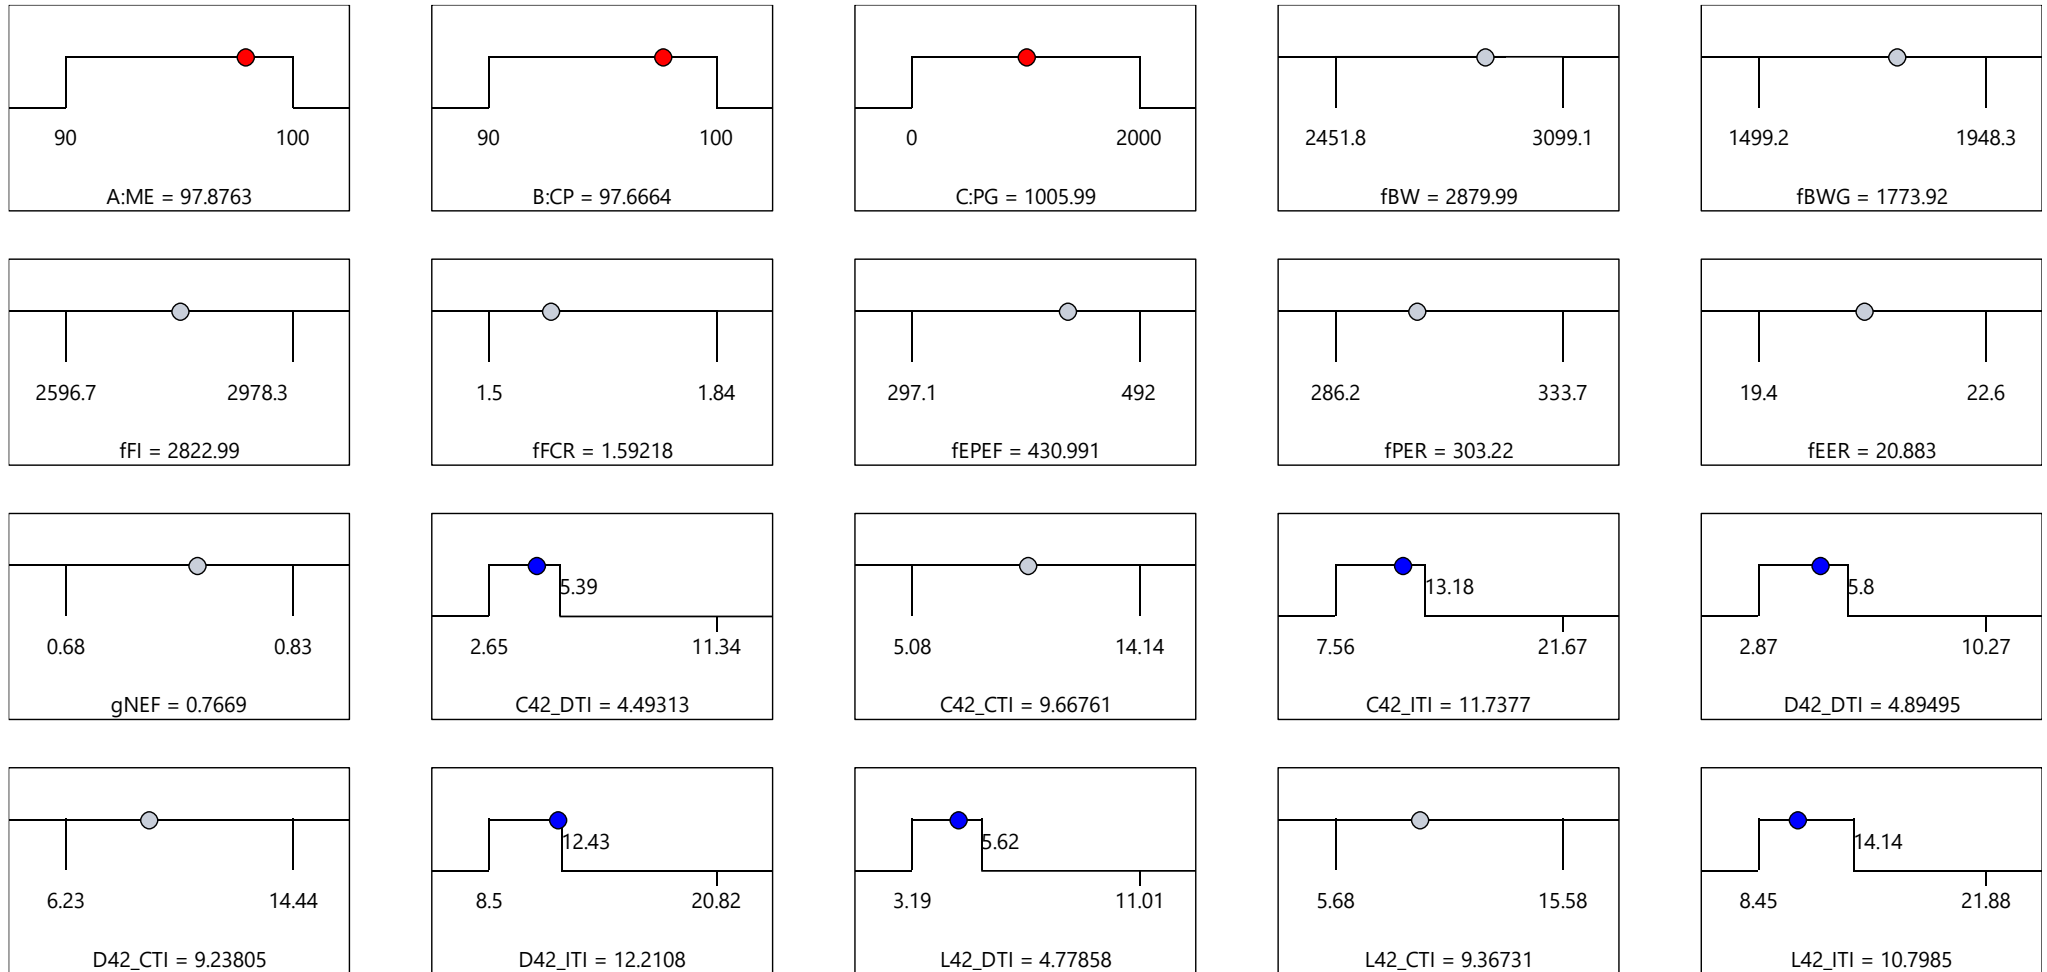 90 100
A:ME = 97.8763
90 100
B:CP = 97.6664
0 2000
C:PG = 1005.99
2451.8 3099.1
fBW = 2879.99
1499.2 1948.3
fBWG = 1773.92
2596.7 2978.3
fFI = 2822.99
1.5 1.84
fFCR = 1.59218
297.1 492
fEPEF = 430.991
286.2 333.7
fPER = 303.22
19.4 22.6
fEER = 20.883
0.68 0.83
gNEF = 0.7669
5.39
2.65 11.34
C42_DTI = 4.49313
5.08 14.14
C42_CTI = 9.66761
13.18
7.56 21.67
C42_ITI = 11.7377
5.8
2.87 10.27
D42_DTI = 4.89495
6.23 14.44
D42_CTI = 9.23805
12.43
8.5 20.82
D42_ITI = 12.2108
5.62
3.19 11.01
L42_DTI = 4.77858
5.68 15.58
L42_CTI = 9.36731
14.14
8.45 21.88
L42_ITI = 10.7985